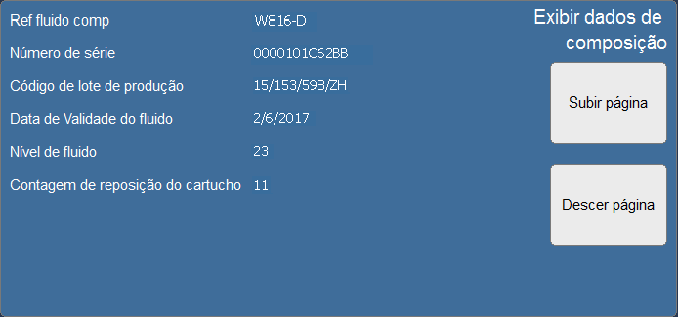 Ref fluido comp WE16-D
Número de série 0000101C52BB
Código de lote de produção 15/153/593/ZH
Data de Validade do fluido 2/6/2017
Nível de fluido 23
Contagem de reposição do cartucho 11
Exibir dados de
composição
Subir página
Descer página